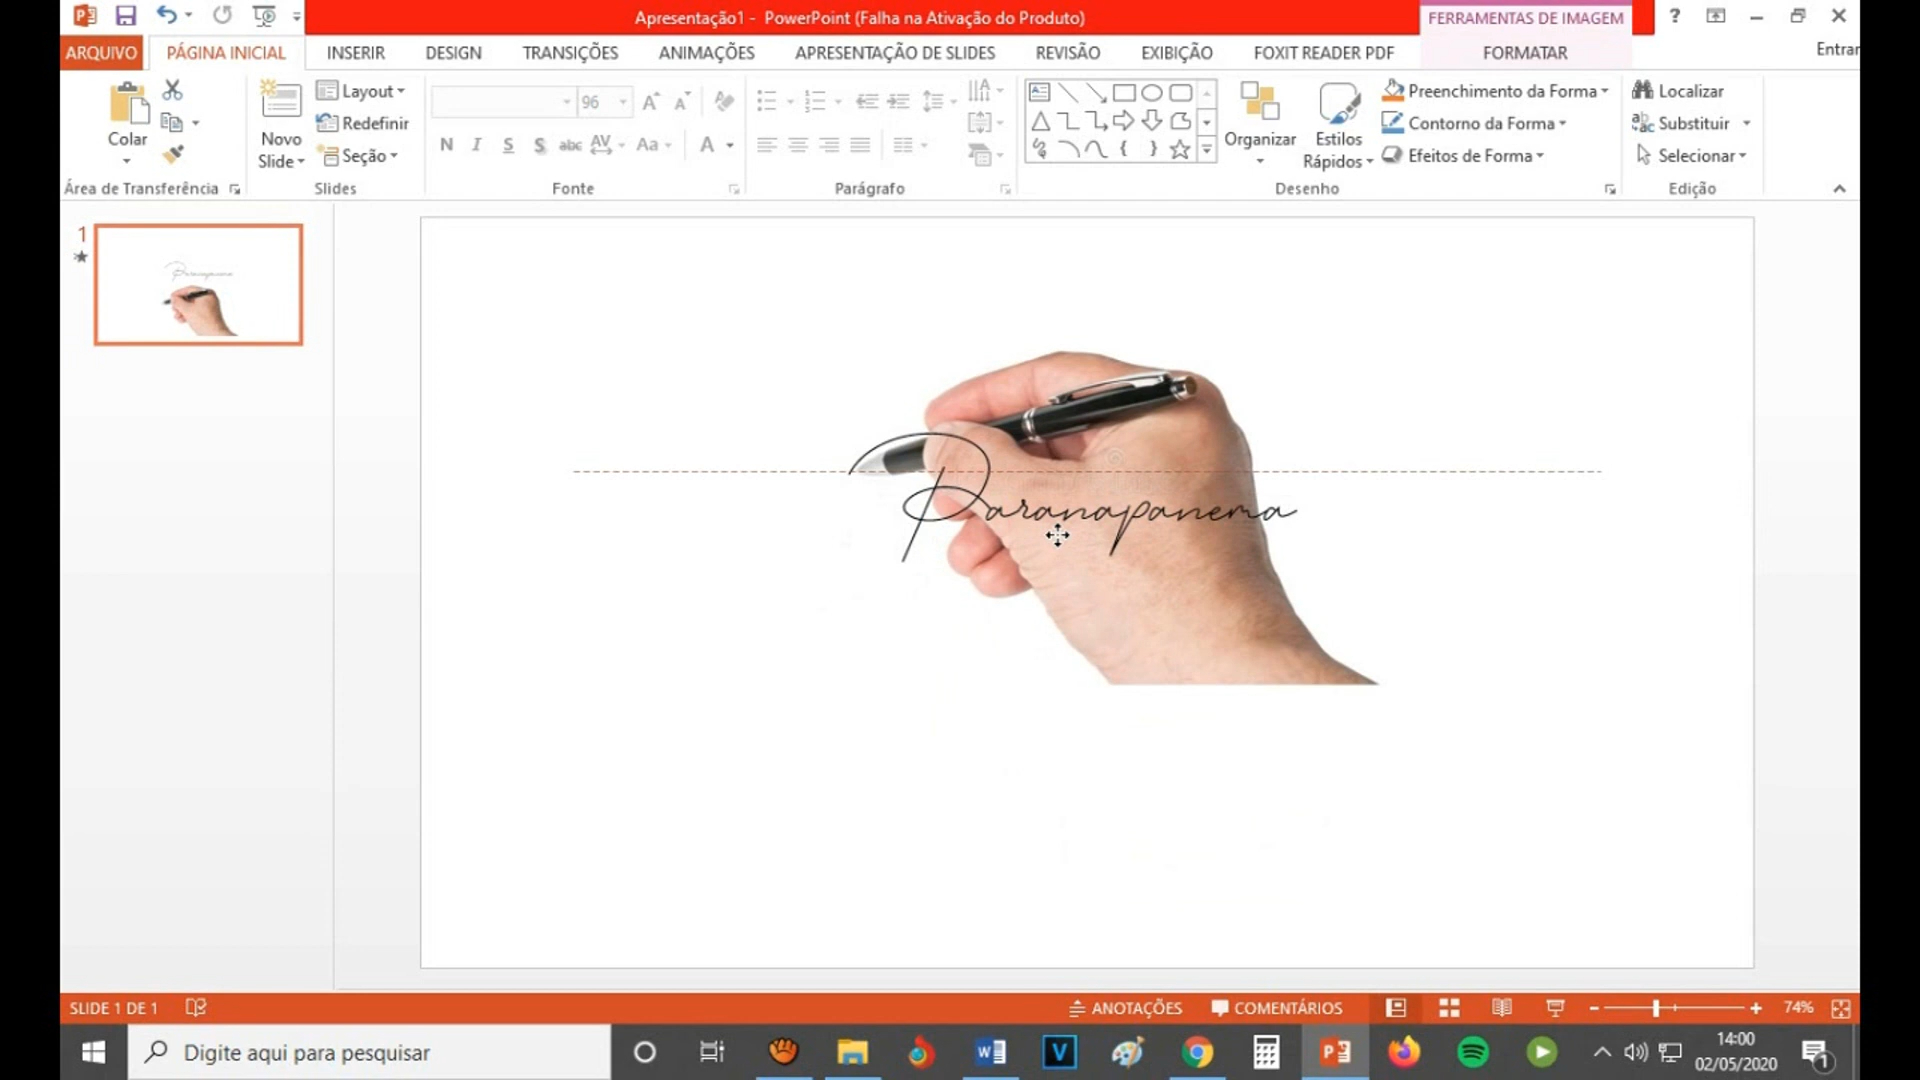 Apresentação1 - PowerPoint (Falha na Ativação do Produto)
FERRAMENTAS DE IMAGEM
?
ARQUIVO
PÁGINA INICIAL
INSERIR
DESIGN
TRANSIÇÕES
ANIMAÇÕES
APRESENTAÇÃO DE SLIDES
REVISÃO
EXIBIÇÃO
FOXIT READER PDF
FORMATAR
Entrar
Colar
Novo
Slide
Layout
Redefinir
Seção
96
N I S S abc AV Aa A
Organizar
Estilos
Rápidos
Preenchimento da Forma
Contorno da Forma
Efeitos de Forma
Localizar
Substituir
Selecionar
Área de Transferência
Slides
Fonte
Parágrafo
Desenho
Edição
1
Paranapanema
Paranapanema
SLIDE 1 DE 1
ANOTAÇÕES
COMENTÁRIOS
74%
Digite aqui para pesquisar
14:00
02/05/2020
1